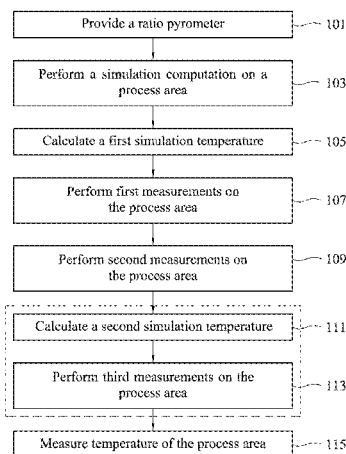 Provide a ratio pyrometer 101
Perform a simulation computation on a
process area 103
Calculate a first simulation temperature 105
Perform first measurements on
the process area 107
Perform second measurements on
the process area 109
Calculate a second simulation temperature 111
Perform third measurements on the
process area 113
Measure temperature of the process area 115